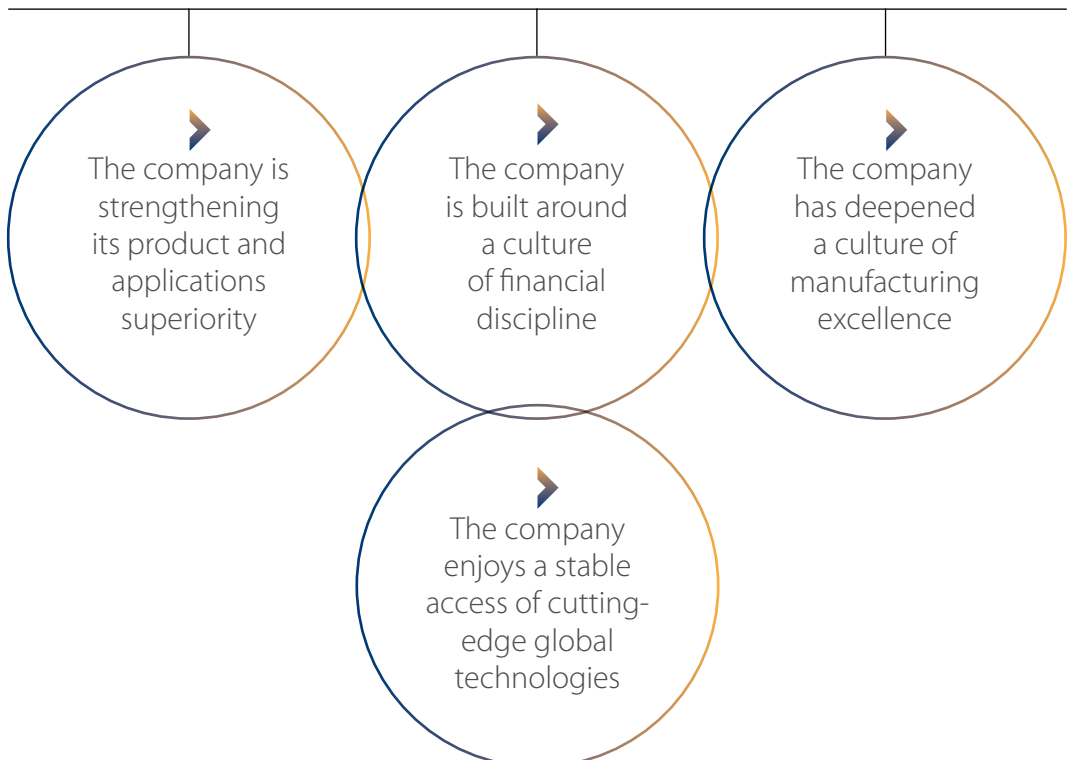 The company is
strengthening
its product and
applications
superiority
The company
is built around
a culture
of financial
discipline
The company
has deepened
a culture of
manufacturing
excellence
The company
enjoys a stable
access of cutting-
edge global
technologies